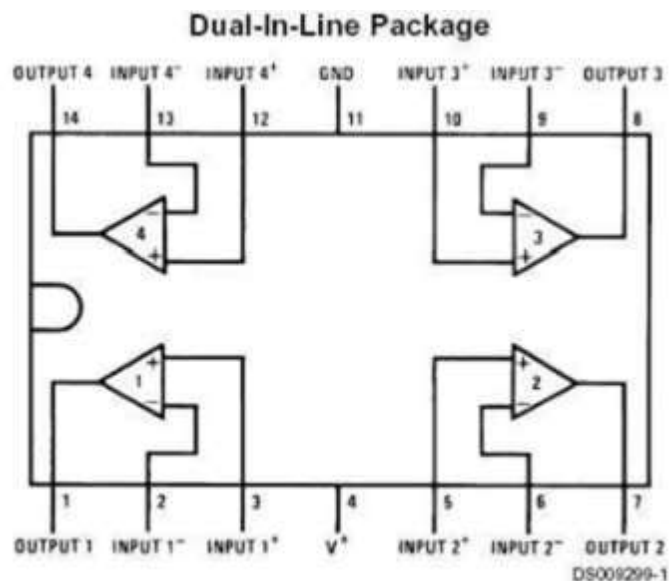 Dual-In-Line Package
OUTPUT 4 INPUT 4⁻ INPUT 4⁺ GND INPUT 3⁺ INPUT 3⁻ OUTPUT 3
14 13 12 11 10 9 8
− −
4 3
+ +
+ +
1 2
− −
1 2 3 4 5 6 7
OUTPUT 1 INPUT 1⁻ INPUT 1⁺ V⁺ INPUT 2⁺ INPUT 2⁻ OUTPUT 2
DS009299-1